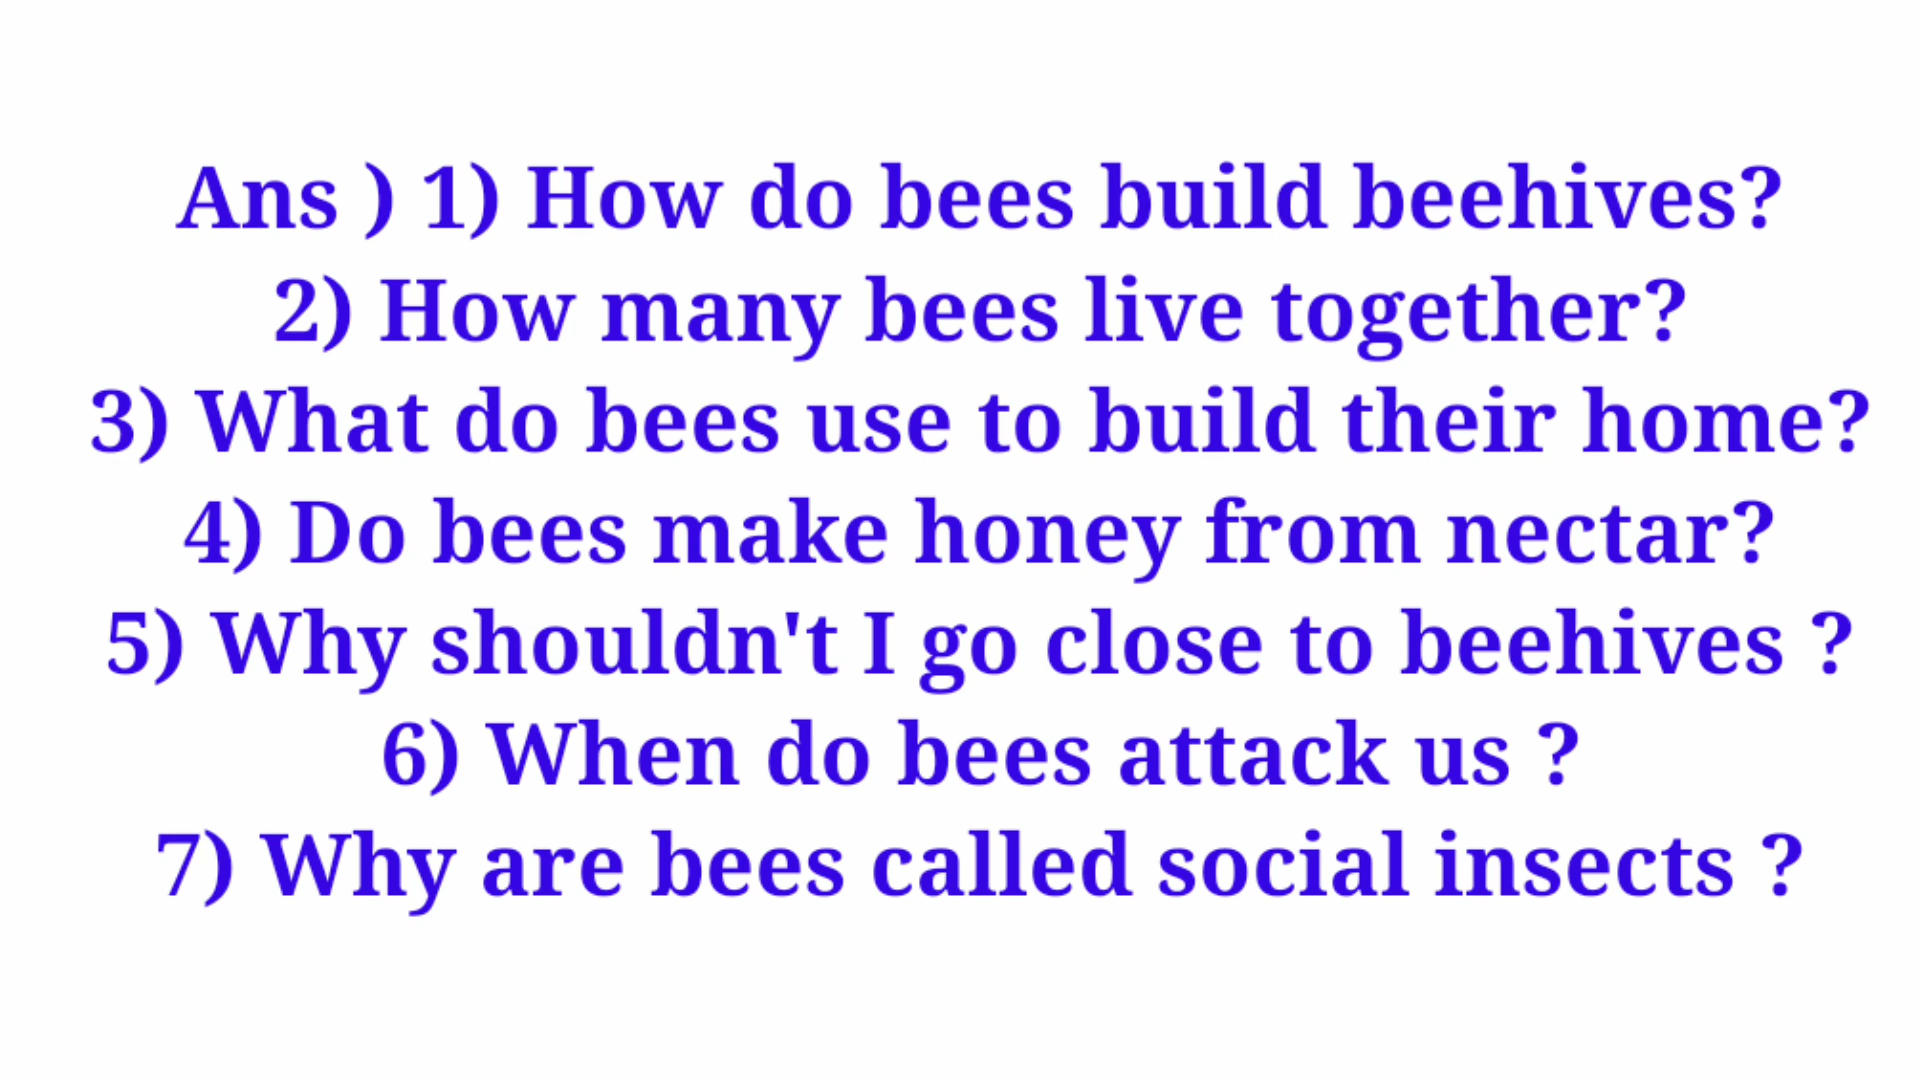 Ans ) 1) How do bees build beehives?
2) How many bees live together?
3) What do bees use to build their home?
4) Do bees make honey from nectar?
5) Why shouldn't I go close to beehives ?
6) When do bees attack us ?
7) Why are bees called social insects ?